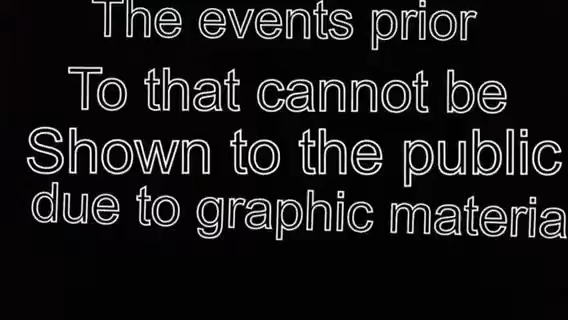 The events prior
To that cannot be
Shown to the public
due to graphic materia